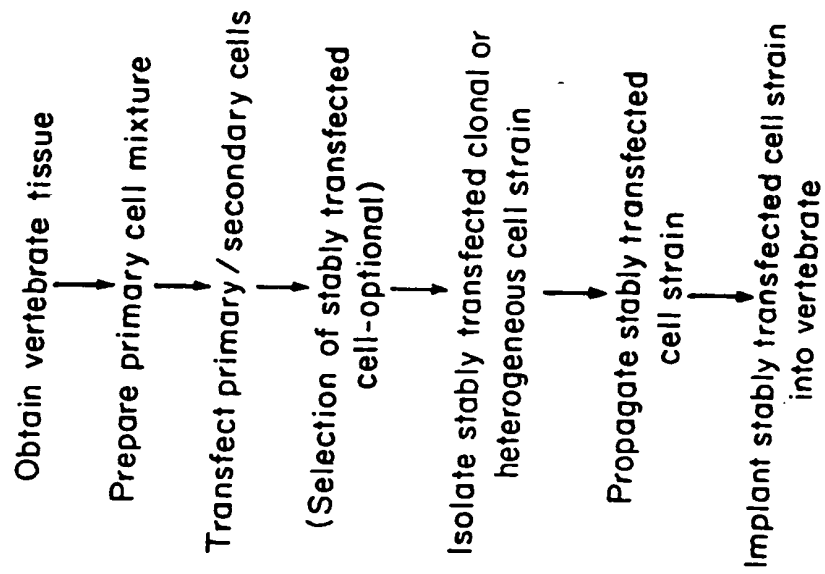 Obtain vertebrate tissue
Prepare primary cell mixture
Transfect primary/secondary cells
(Selection of stably transfected
cell-optional)
Isolate stably transfected clonal or
heterogeneous cell strain
Propagate stably transfected
cell strain
Implant stably transfected cell strain
into vertebrate